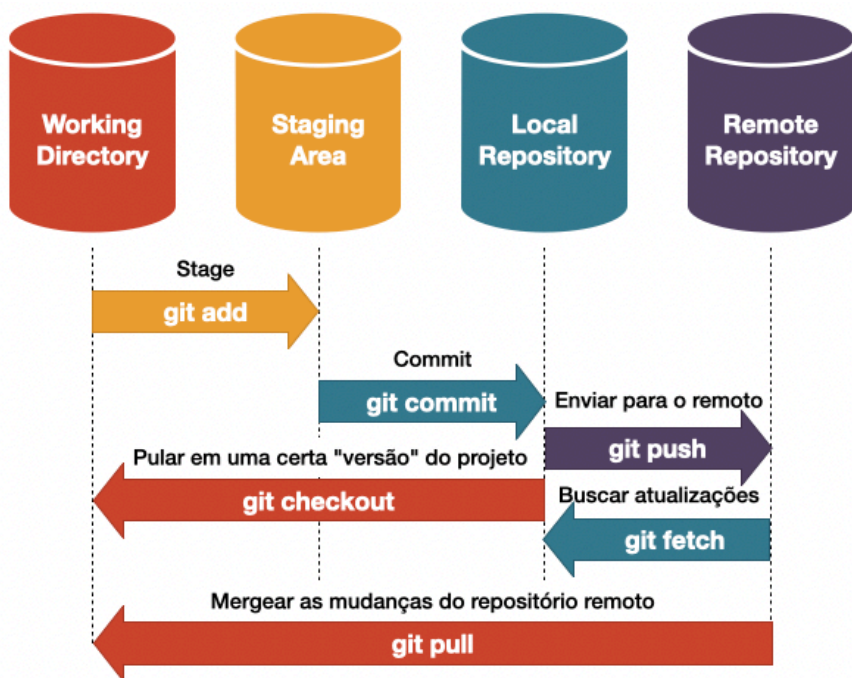 Working
Directory
Staging
Area
Local
Repository
Remote
Repository
Stage
git add
Commit
git commit
Enviar para o remoto
git push
Pular em uma certa "versão" do projeto
git checkout
Buscar atualizações
git fetch
Mergear as mudanças do repositório remoto
git pull